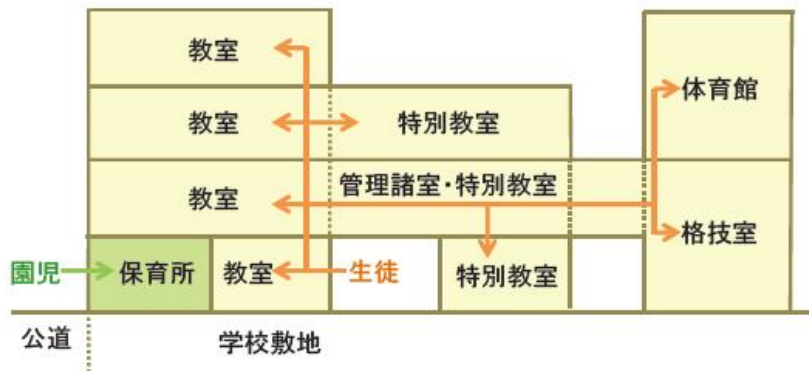 教室
体育館
教室
特別教室
教室
管理諸室・特別教室
格技室
園児
保育所
教室
生徒
特別教室
公道
学校敷地